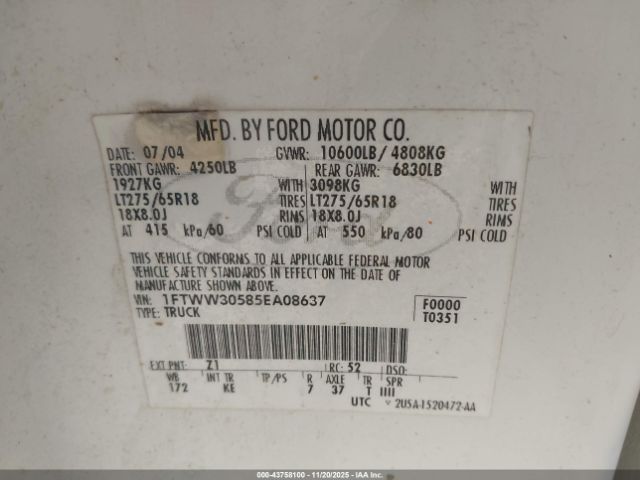 MFD. BY FORD MOTOR CO.
DATE: 07/04 GVWR: 10600LB/ 4808KG
FRONT GAWR: 4250LB REAR GAWR: 6830LB
1927KG WITH 3098KG WITH
LT275/65R18 TIRES LT275/65R18 TIRES
18X8.0J RIMS 18X8.0J RIMS
AT 415 kPa/60 PSI COLD AT 550 kPa/80 PSI COLD
Ford
THIS VEHICLE CONFORMS TO ALL APPLICABLE FEDERAL MOTOR
VEHICLE SAFETY STANDARDS IN EFFECT ON THE DATE OF
MANUFACTURE SHOWN ABOVE.
VIN: 1FTWW30585EA08637 F0000
TYPE: TRUCK T0351
EXT PNT: Z1 RC: 52 DSO:
WB INT TR TP/PS R AXLE TR SPR
172 KE 7 37 T IIII
UTC 2U5A-1520472-AA
000-43758100 - 11/20/2025 - IAAI.com